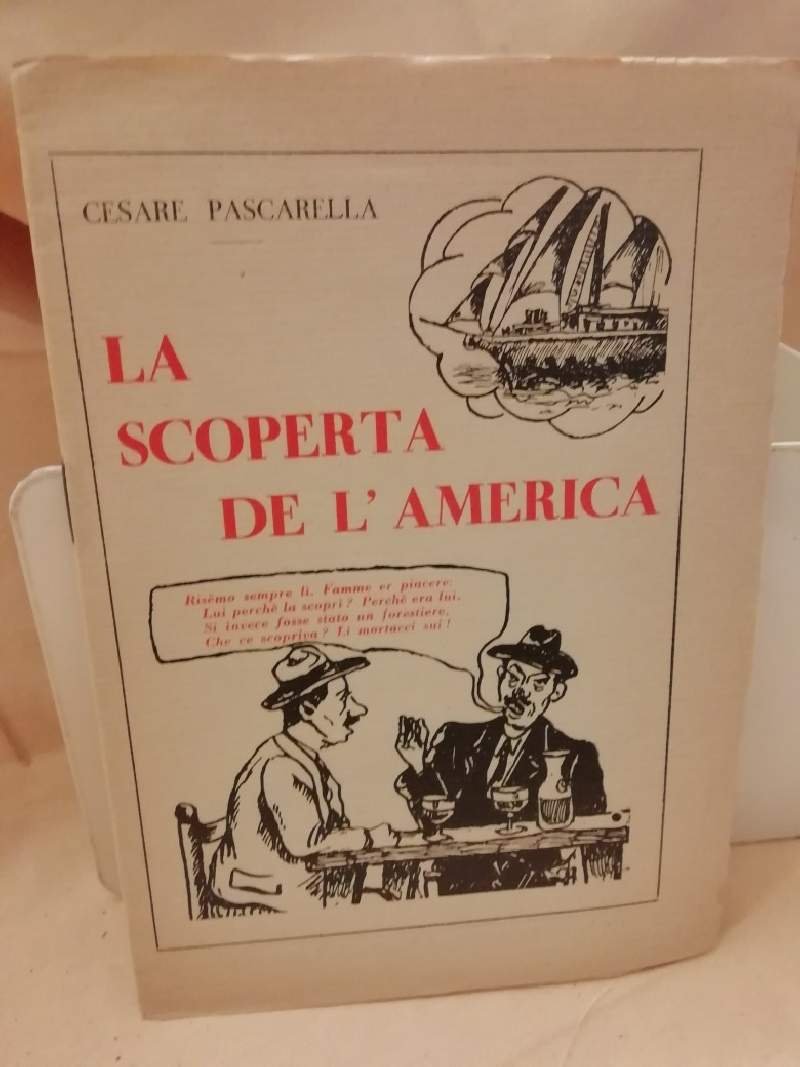 CESARE PASCARELLA
LA
SCOPERTA
DE L' AMERICA
Risémo sempre lì. Famme er piacere:
Lui perchè la scoprì? Perchè era lui.
Si invece fosse stato un forestiere,
Che ce scopriva? Li mortacci sui!